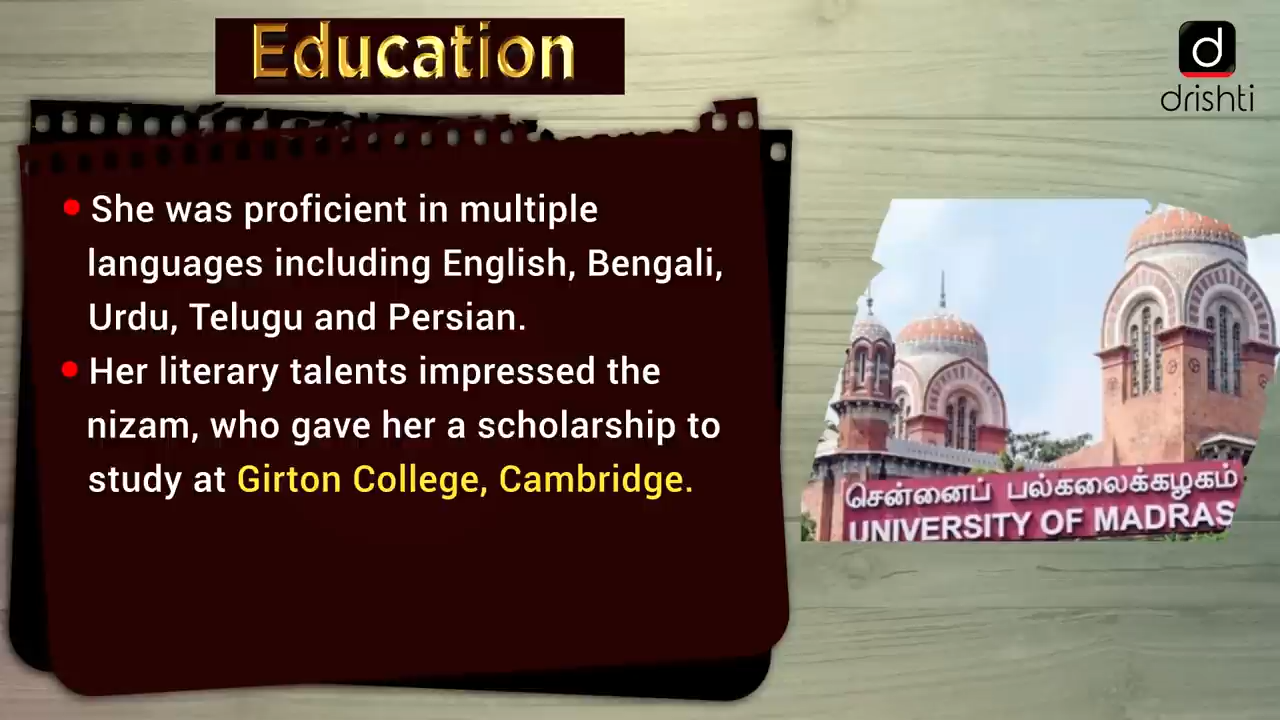 Education
d
drishti
She was proficient in multiple
languages including English, Bengali,
Urdu, Telugu and Persian.
Her literary talents impressed the
nizam, who gave her a scholarship to
study at Girton College, Cambridge.
சென்னைப் பல்கலைக்கழகம்
UNIVERSITY OF MADRAS